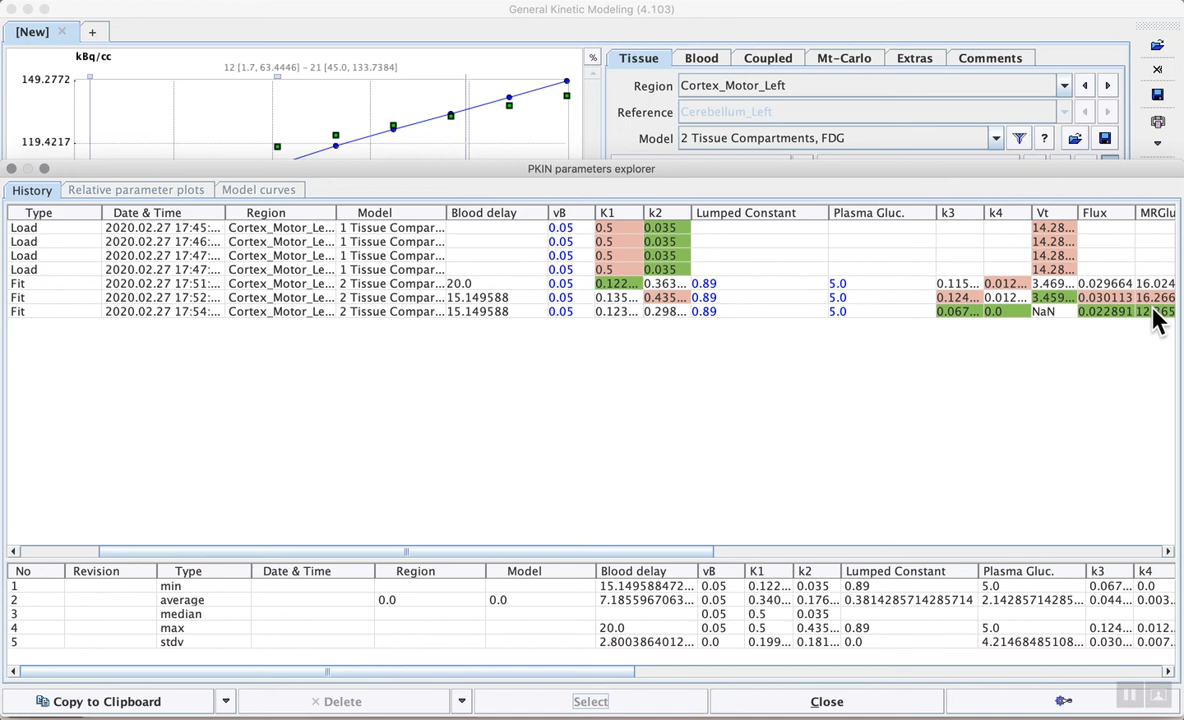 General Kinetic Modeling (4.103)
[New] +
kBq/cc
12 [1.7, 63.4446] – 21 [45.0, 133.7384]
149.2772
119.4217
%
Tissue Blood Coupled Mt-Carlo Extras Comments
Region Cortex_Motor_Left
Reference Cerebellum_Left
Model 2 Tissue Compartments, FDG ?
PKIN parameters explorer
History Relative parameter plots Model curves
Type Date & Time Region Model Blood delay vB K1 k2 Lumped Constant Plasma Gluc. k3 k4 Vt Flux MRGlu
Load 2020.02.27 17:45:... Cortex_Motor_Le... 1 Tissue Compar... 0.05 0.5 0.035 14.28...
Load 2020.02.27 17:46:... Cortex_Motor_Le... 1 Tissue Compar... 0.05 0.5 0.035 14.28...
Load 2020.02.27 17:47:... Cortex_Motor_Le... 1 Tissue Compar... 0.05 0.5 0.035 14.28...
Load 2020.02.27 17:47:... Cortex_Motor_Le... 1 Tissue Compar... 0.05 0.5 0.035 14.28...
Fit 2020.02.27 17:51:... Cortex_Motor_Le... 2 Tissue Compar... 20.0 0.05 0.122... 0.363... 0.89 5.0 0.115... 0.012... 3.469... 0.029664 16.024
Fit 2020.02.27 17:52:... Cortex_Motor_Le... 2 Tissue Compar... 15.149588 0.05 0.135... 0.435... 0.89 5.0 0.124... 0.012... 3.459... 0.030113 16.266
Fit 2020.02.27 17:54:... Cortex_Motor_Le... 2 Tissue Compar... 15.149588 0.05 0.123... 0.298... 0.89 5.0 0.067... 0.0 NaN 0.022891
No Revision Type Date & Time Region Model Blood delay vB K1 k2 Lumped Constant Plasma Gluc. k3 k4
1 min 15.149588472... 0.05 0.122... 0.035 0.89 5.0 0.067... 0.0
2 average 0.0 0.0 7.1855967063... 0.05 0.340... 0.176... 0.3814285714285714 2.14285714285... 0.044... 0.003...
3 median 0.05 0.5 0.035
4 max 20.0 0.05 0.5 0.435... 0.89 5.0 0.124... 0.012...
5 stdv 2.8003864012... 0.0 0.199... 0.181... 0.0 4.21468485108... 0.030... 0.007...
Copy to Clipboard Delete Select Close